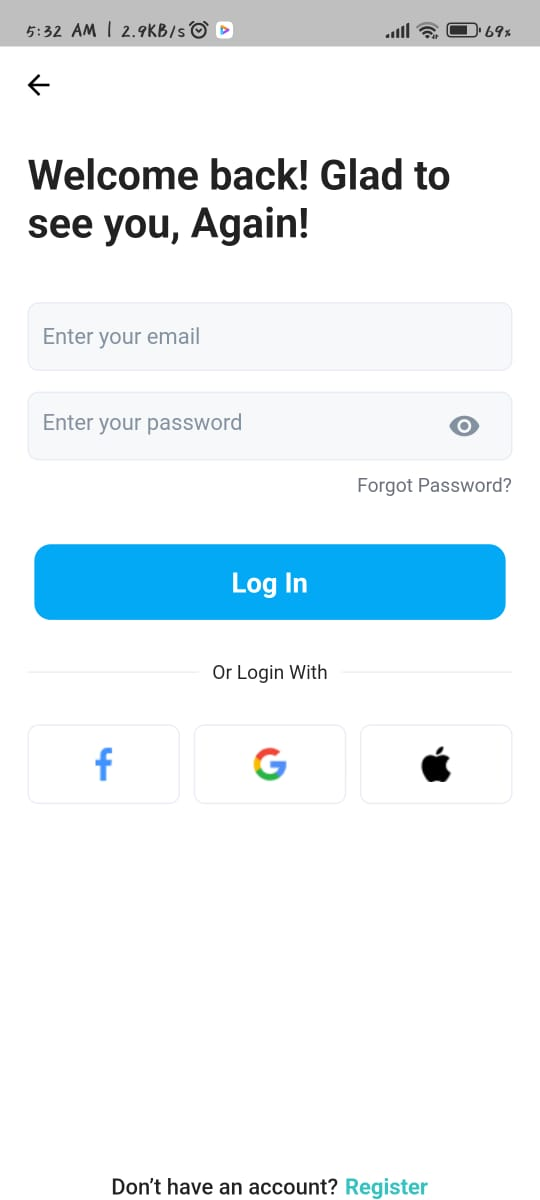 5:32 AM | 2.9KB/s
69%
Welcome back! Glad to
see you, Again!
Enter your email
Enter your password
Forgot Password?
Log In
Or Login With
Don’t have an account? Register